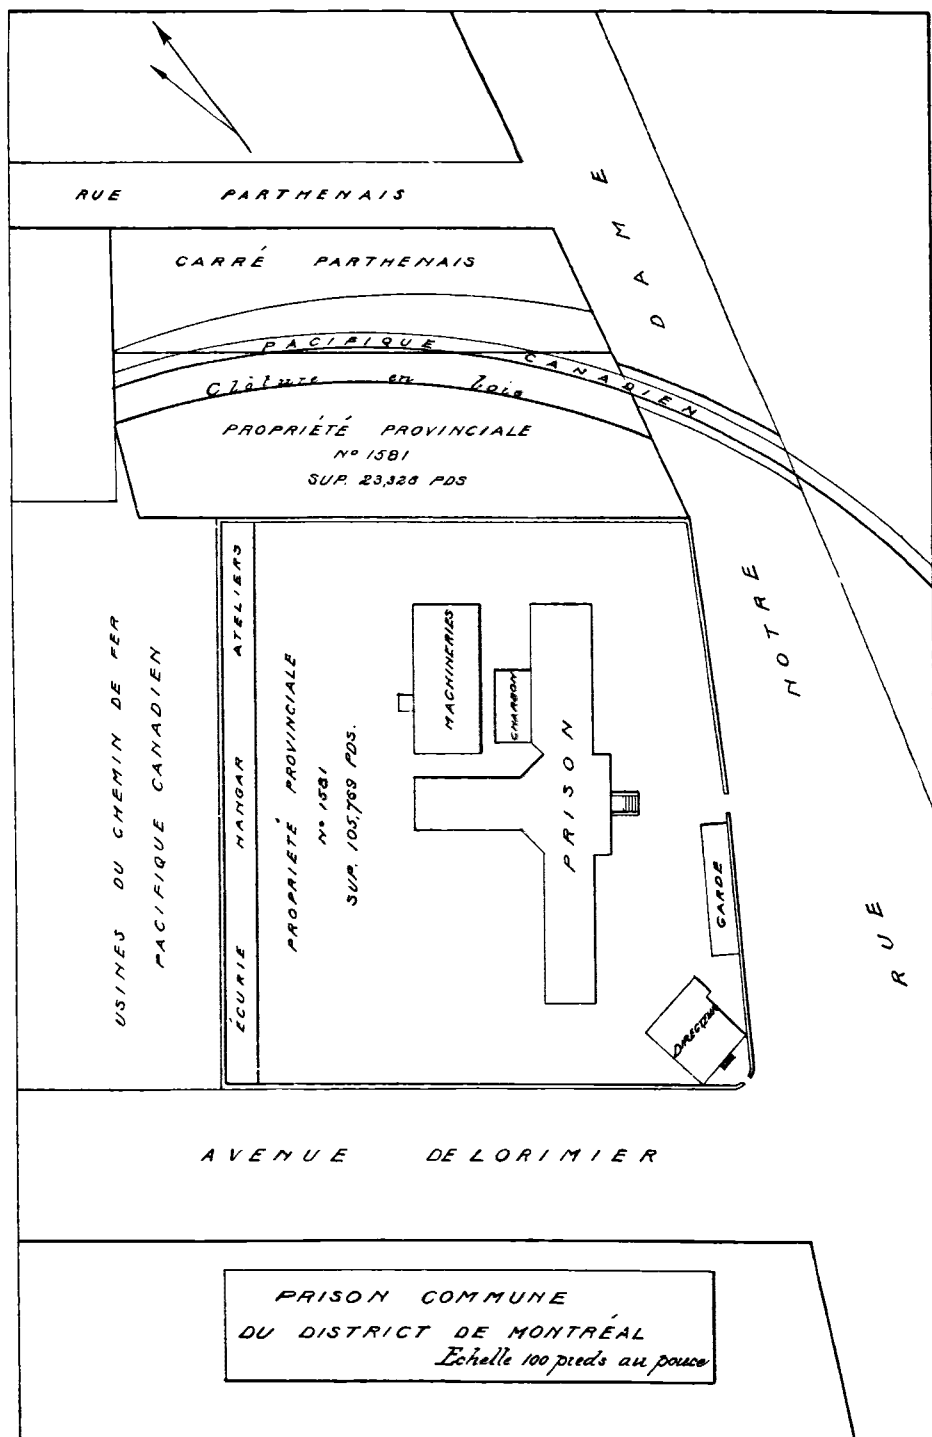 RUE PARTHENAIS
CARRÉ PARTHENAIS
PACIFIQUE CANADIEN
Clôture en bois
PROPRIÉTÉ PROVINCIALE
Nº 1581
SUP. 23,328 PDS
RUE NOTRE DAME
USINES DU CHEMIN DE FER
PACIFIQUE CANADIEN
ÉCURIE HANGAR ATELIERS
PROPRIETÉ PROVINCIALE
Nº 1581
SUP. 105,769 PDS.
MACHINERIES
CHARBON
PRISON
GARDE
DIRECTEUR
AVENUE DELORIMIER
PRISON COMMUNE
DU DISTRICT DE MONTRÉAL
Echelle 100 pieds au pouce